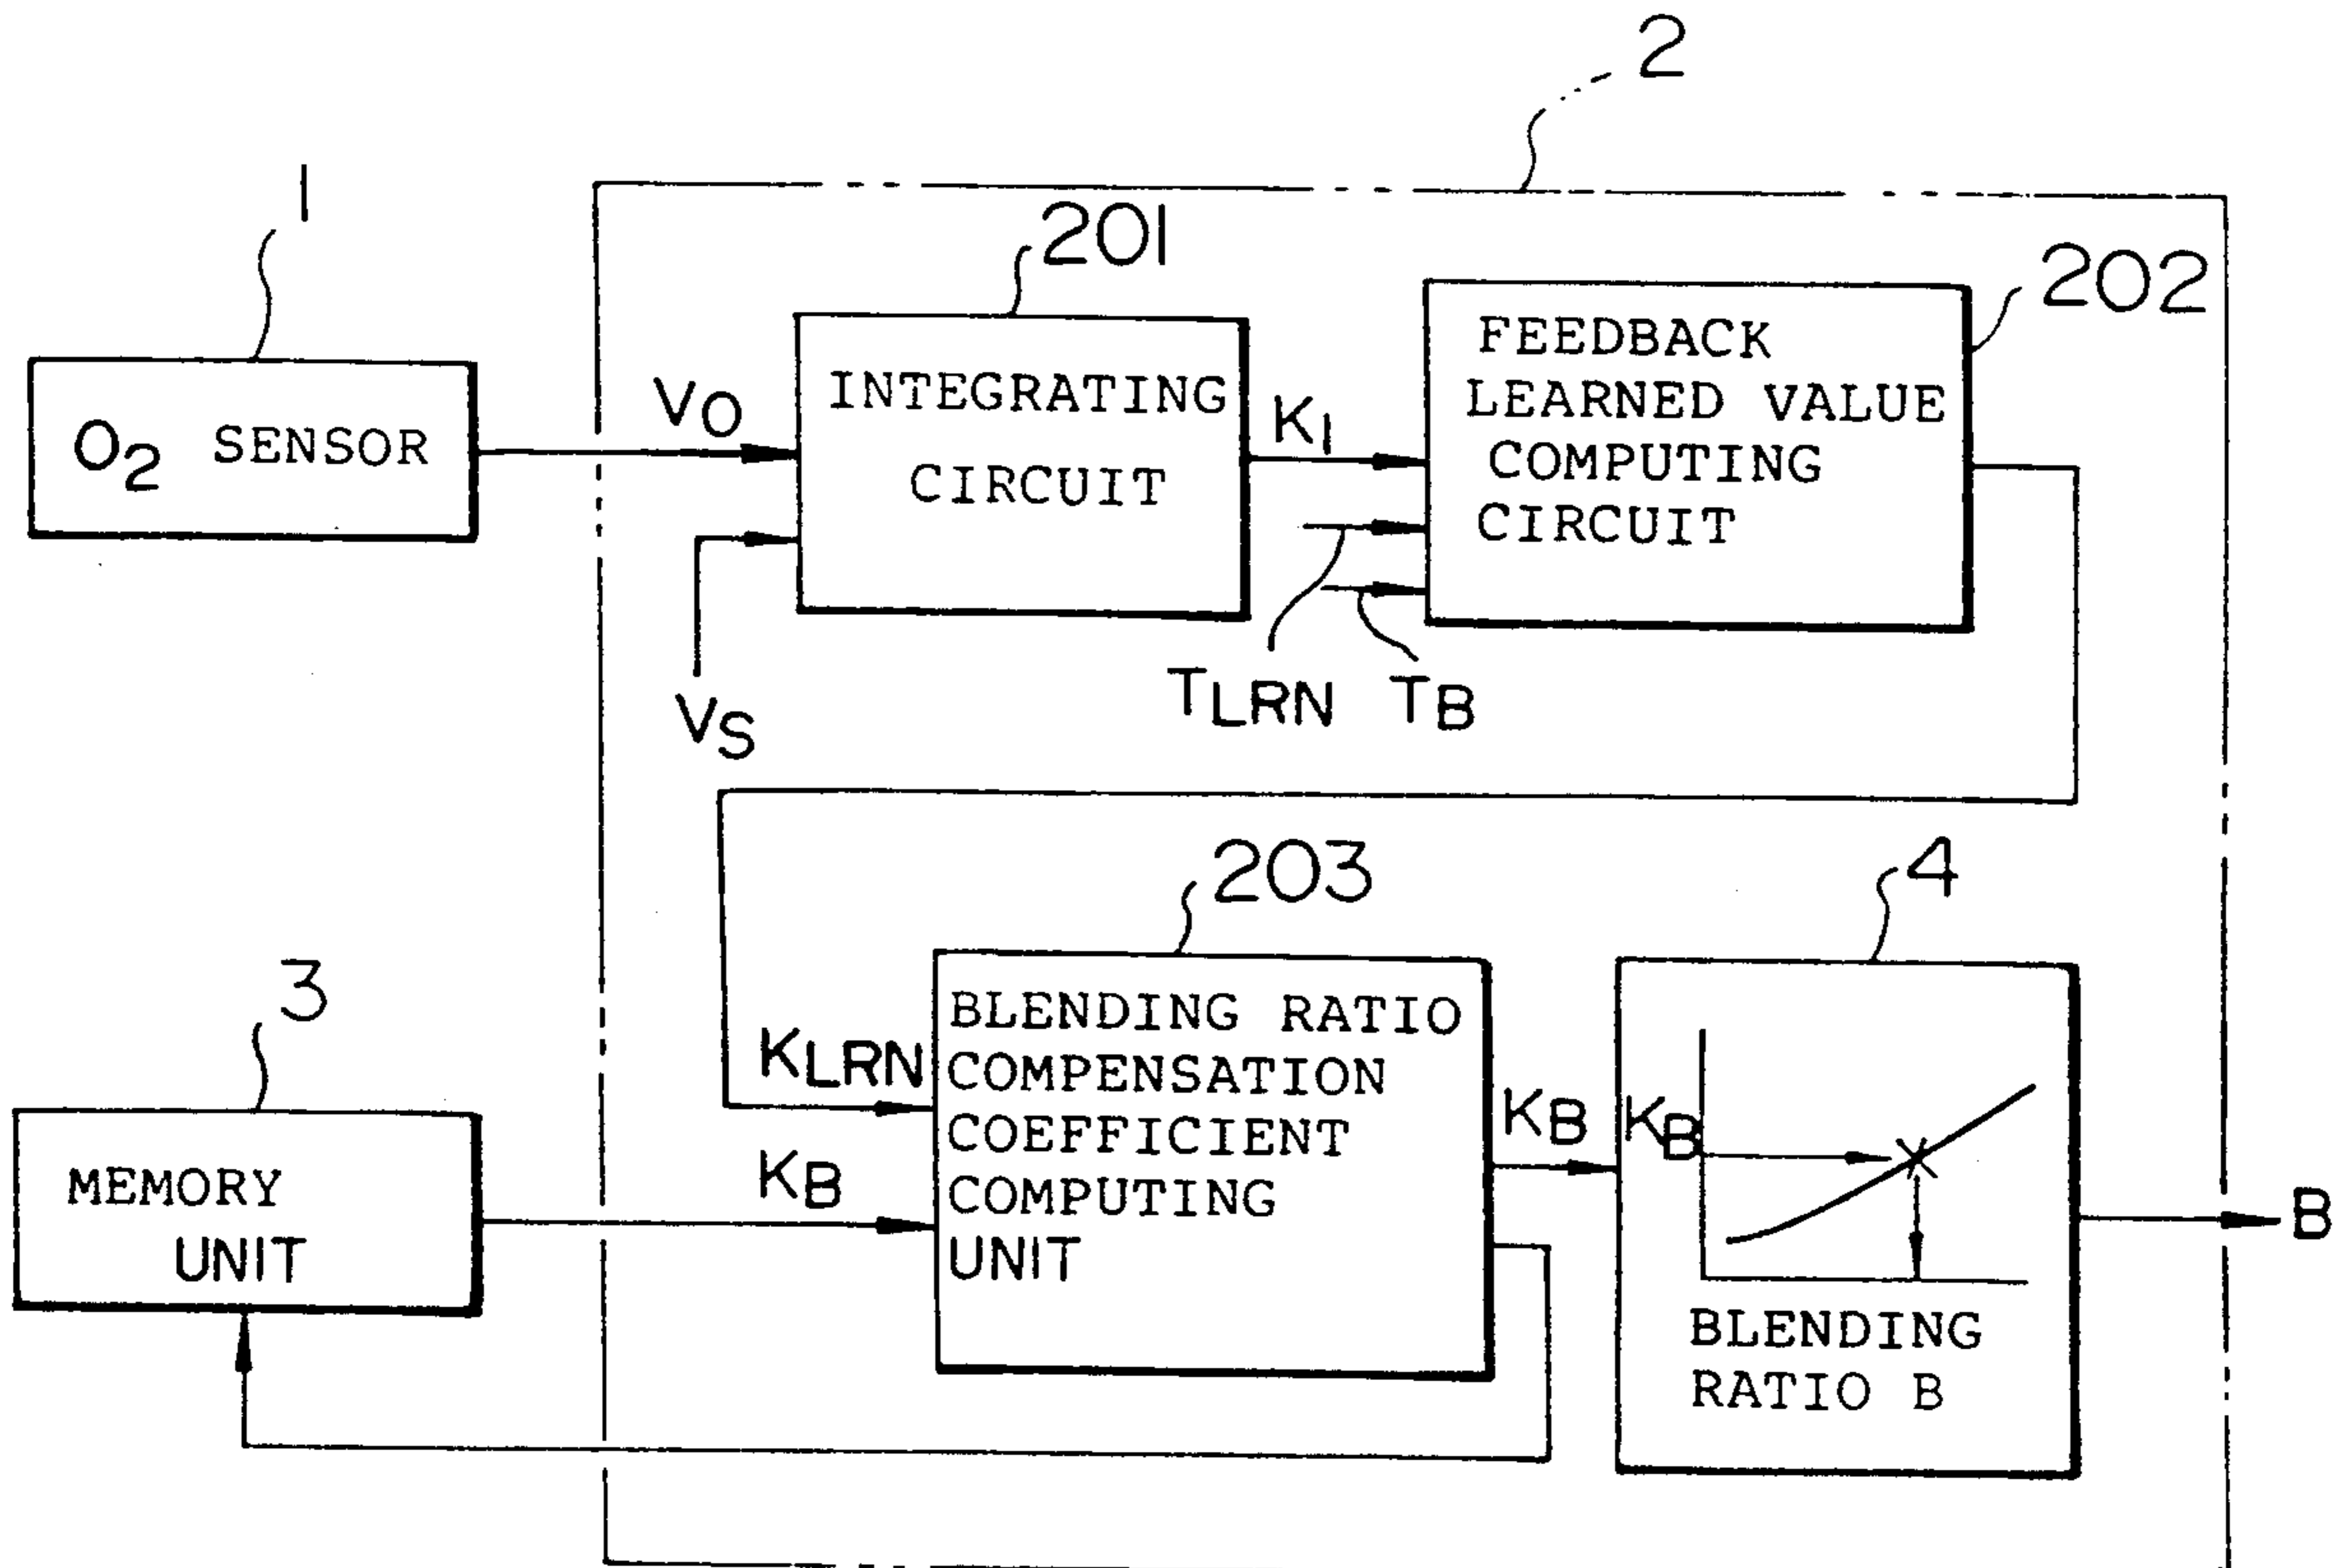 2
1
201
202
O2 SENSOR
VO
VS
INTEGRATING
CIRCUIT
KI
TLRN
TB
FEEDBACK
LEARNED VALUE
COMPUTING
CIRCUIT
3
203
4
MEMORY
UNIT
KLRN
KB
BLENDING RATIO
COMPENSATION
COEFFICIENT
COMPUTING
UNIT
KB
KB
BLENDING
RATIO B
B